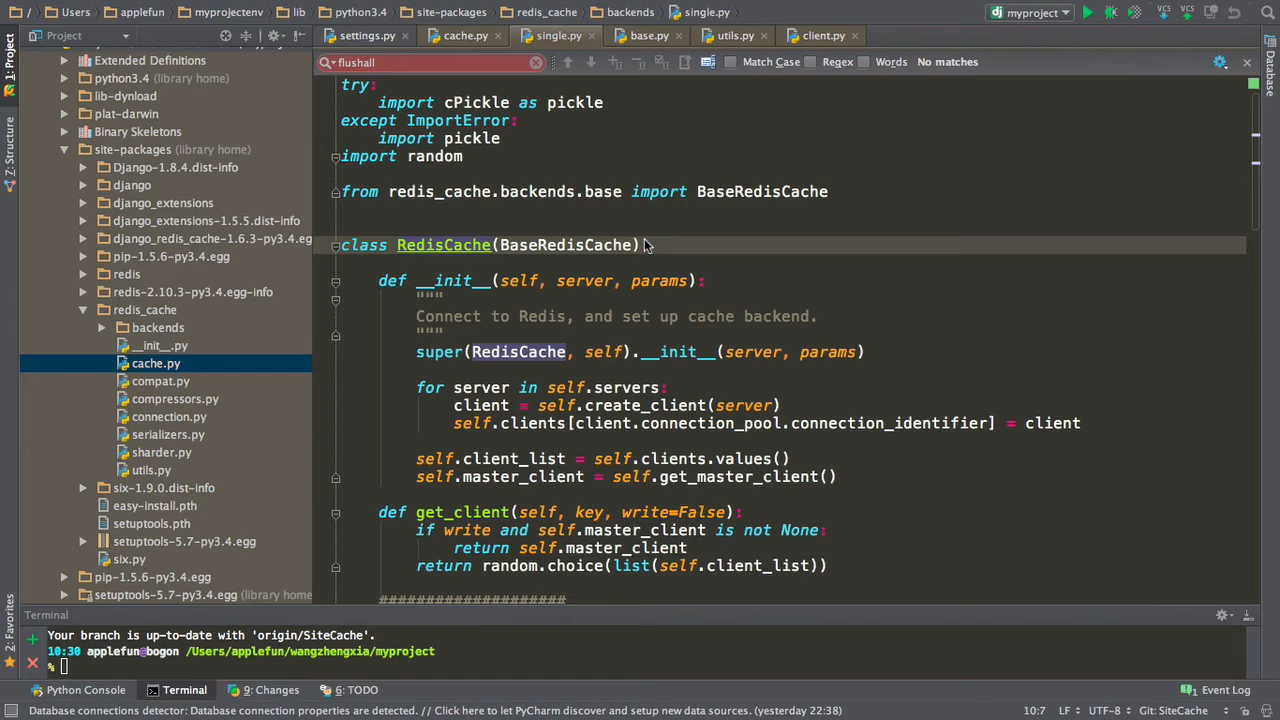 / Users applefun myprojectenv lib python3.4 site-packages redis_cache backends single.py myproject VCS VCS
Project settings.py cache.py single.py base.py utils.py client.py
flushall Match Case Regex Words No matches
1: Project
Z: Structure
2: Favorites
Database
Extended Definitions
python3.4 (library home)
lib-dynload
plat-darwin
Binary Skeletons
site-packages (library home)
Django-1.8.4.dist-info
django
django_extensions
django_extensions-1.5.5.dist-info
django_redis_cache-1.6.3-py3.4.eg
pip-1.5.6-py3.4.egg
redis
redis-2.10.3-py3.4.egg-info
redis_cache
backends
__init__.py
cache.py
compat.py
compressors.py
connection.py
serializers.py
sharder.py
utils.py
six-1.9.0.dist-info
easy-install.pth
setuptools.pth
setuptools-5.7-py3.4.egg
six.py
pip-1.5.6-py3.4.egg
setuptools-5.7-py3.4.egg (library home)
try:
import cPickle as pickle
except ImportError:
import pickle
import random
from redis_cache.backends.base import BaseRedisCache
class RedisCache(BaseRedisCache):
def __init__(self, server, params):
"""
Connect to Redis, and set up cache backend.
"""
super(RedisCache, self).__init__(server, params)
for server in self.servers:
client = self.create_client(server)
self.clients[client.connection_pool.connection_identifier] = client
self.client_list = self.clients.values()
self.master_client = self.get_master_client()
def get_client(self, key, write=False):
if write and self.master_client is not None:
return self.master_client
return random.choice(list(self.client_list))
####################
Terminal
Your branch is up-to-date with 'origin/SiteCache'.
10:30 applefun@bogon /Users/applefun/wangzhengxia/myproject
%
Python Console Terminal 9: Changes 6: TODO Event Log
Database connections detector: Database connection properties are detected. // Click here to let PyCharm discover and setup new data sources. (yesterday 22:38) 10:7 LF UTF-8 Git: SiteCache